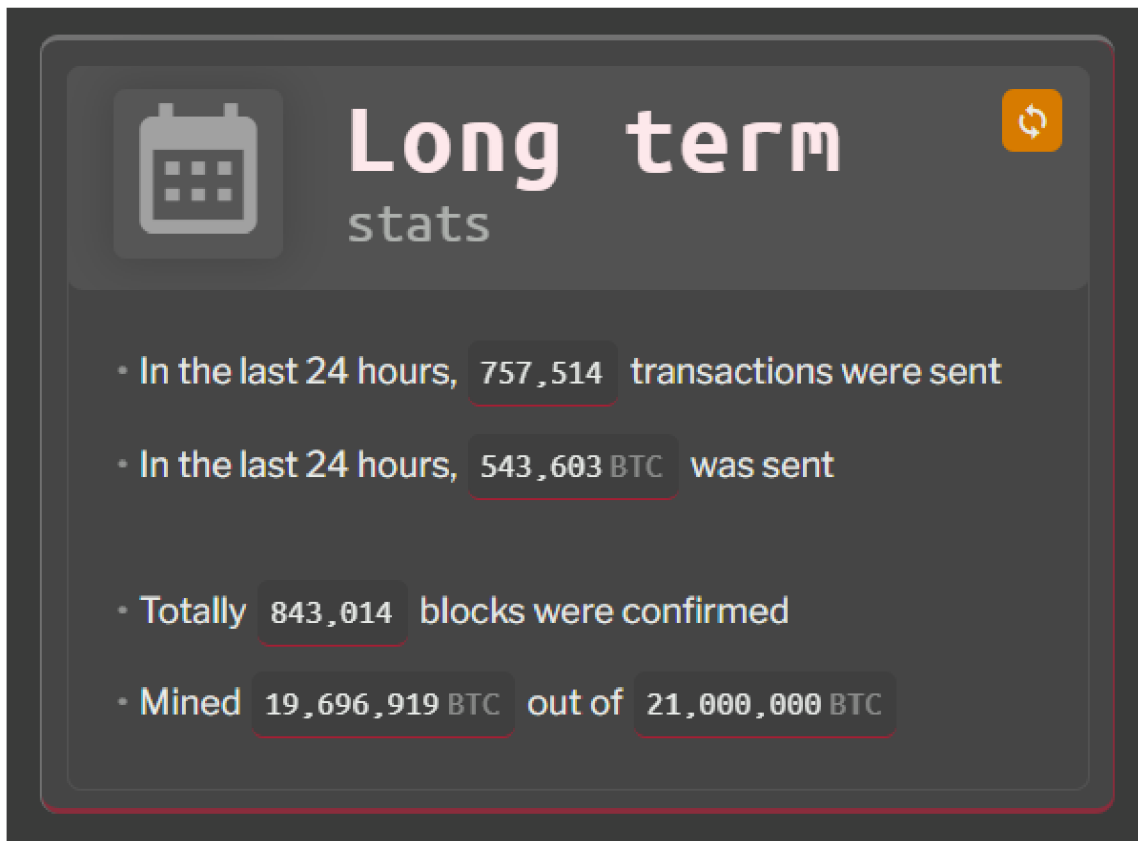 Long term
stats
• In the last 24 hours, 757,514 transactions were sent
• In the last 24 hours, 543,603 BTC was sent
• Totally 843,014 blocks were confirmed
• Mined 19,696,919 BTC out of 21,000,000 BTC